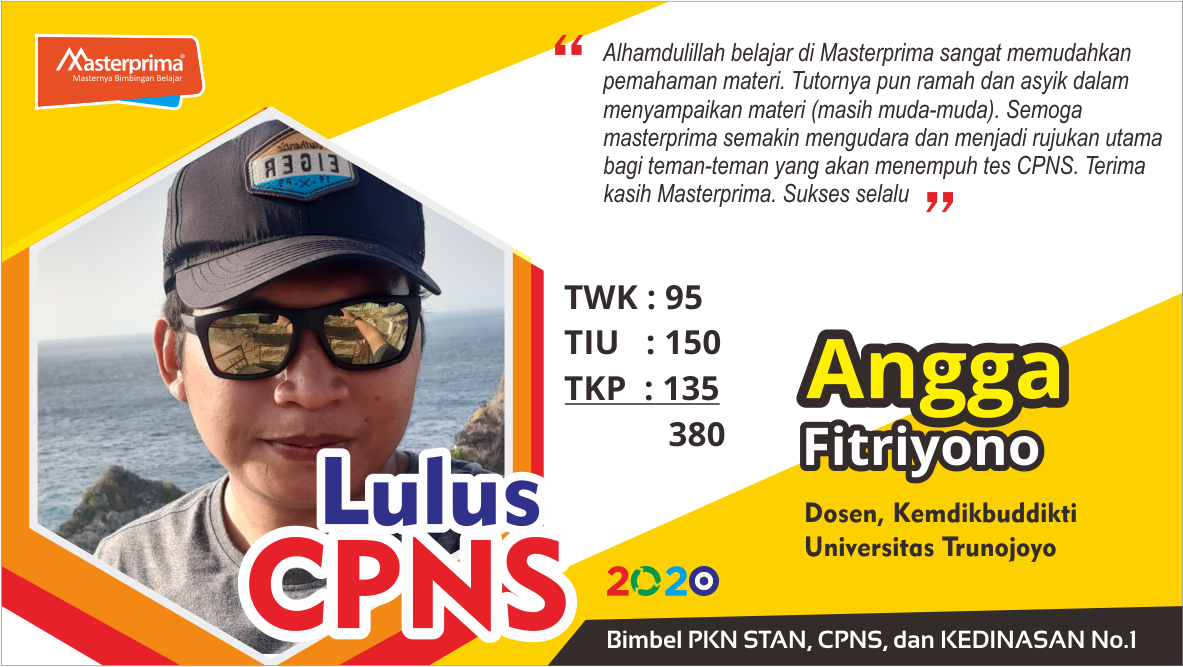 Masterprima®
Masternya Bimbingan Belajar
“ Alhamdulillah belajar di Masterprima sangat memudahkan
pemahaman materi. Tutornya pun ramah dan asyik dalam
menyampaikan materi (masih muda-muda). Semoga
masterprima semakin mengudara dan menjadi rujukan utama
bagi teman-teman yang akan menempuh tes CPNS. Terima
kasih Masterprima. Sukses selalu ”
Authentic
EIGER
TWK : 95
TIU : 150
TKP : 135
380
Angga
Fitriyono
Dosen, Kemdikbuddikti
Universitas Trunojoyo
Lulus
CPNS
2020
Bimbel PKN STAN, CPNS, dan KEDINASAN No.1